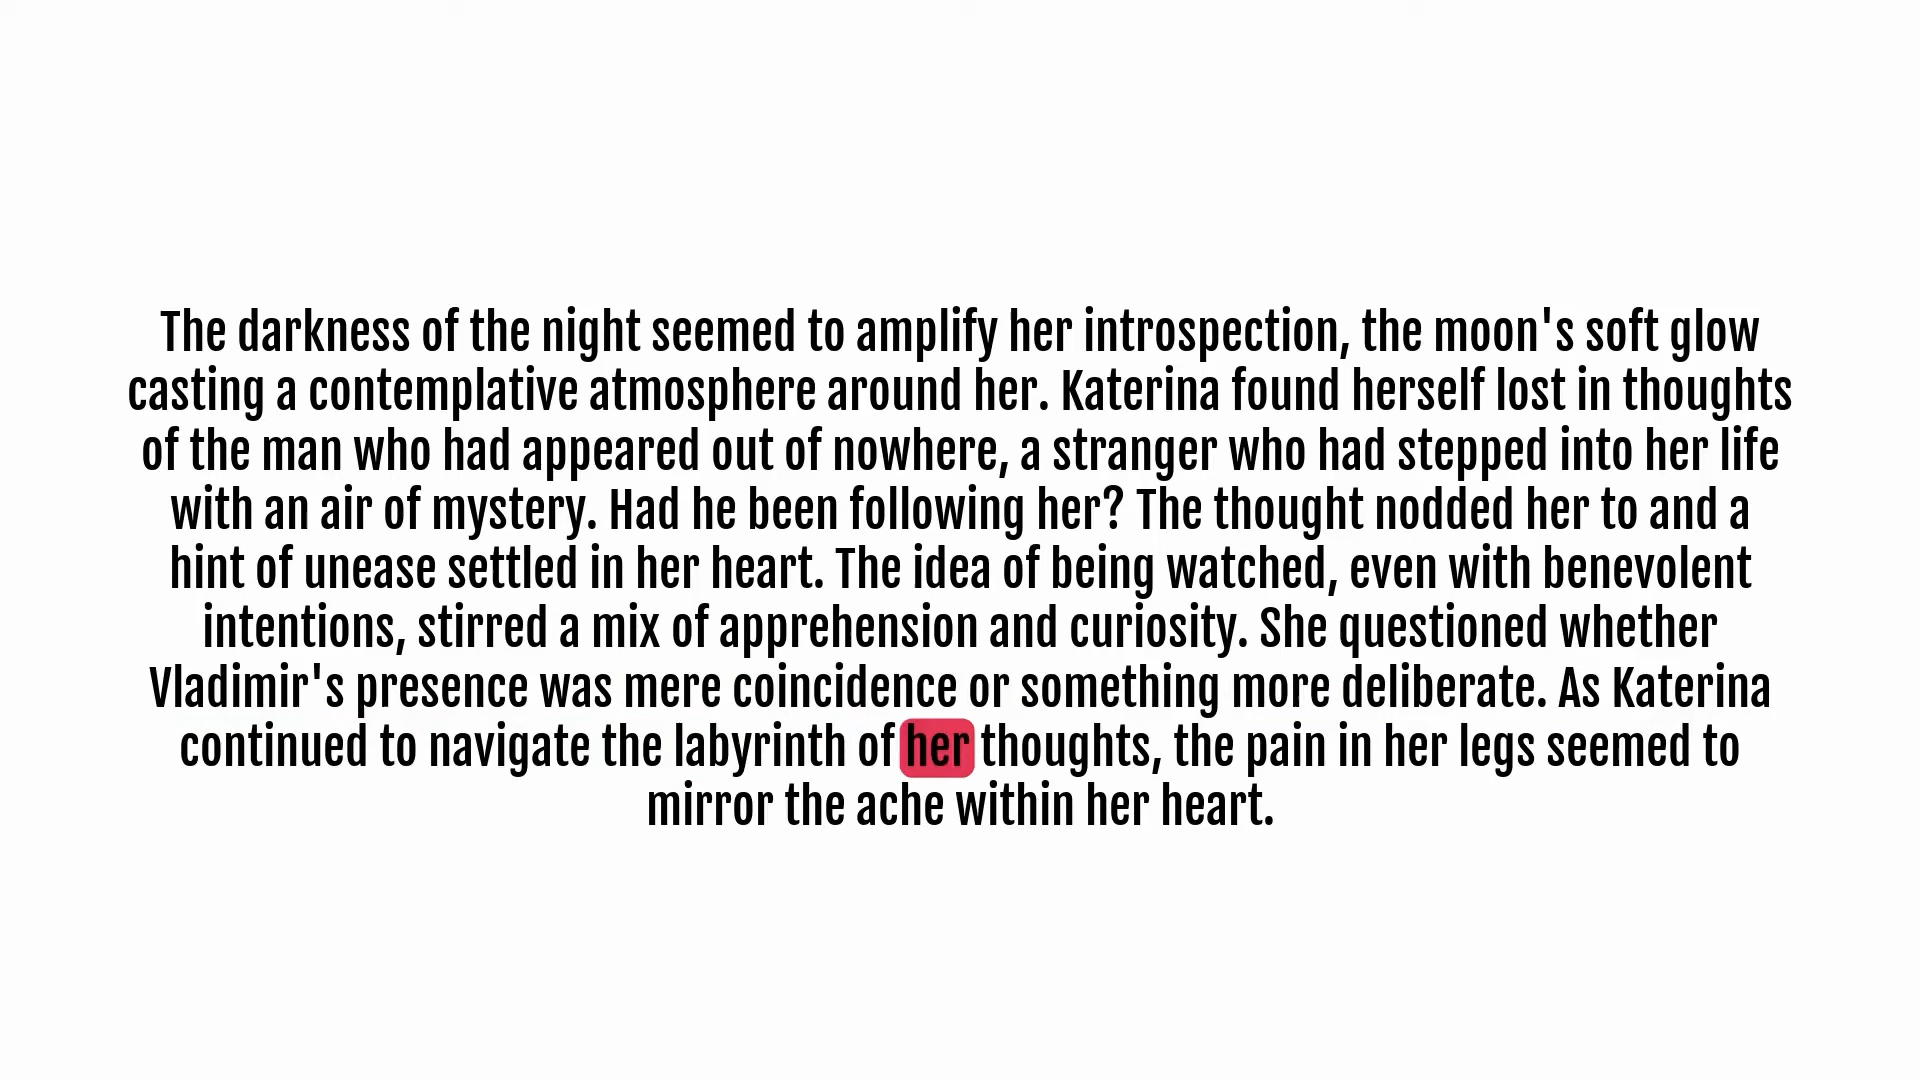 The darkness of the night seemed to amplify her introspection, the moon's soft glow
casting a contemplative atmosphere around her. Katerina found herself lost in thoughts
of the man who had appeared out of nowhere, a stranger who had stepped into her life
with an air of mystery. Had he been following her? The thought nodded her to and a
hint of unease settled in her heart. The idea of being watched, even with benevolent
intentions, stirred a mix of apprehension and curiosity. She questioned whether
Vladimir's presence was mere coincidence or something more deliberate. As Katerina
continued to navigate the labyrinth of her thoughts, the pain in her legs seemed to
mirror the ache within her heart.